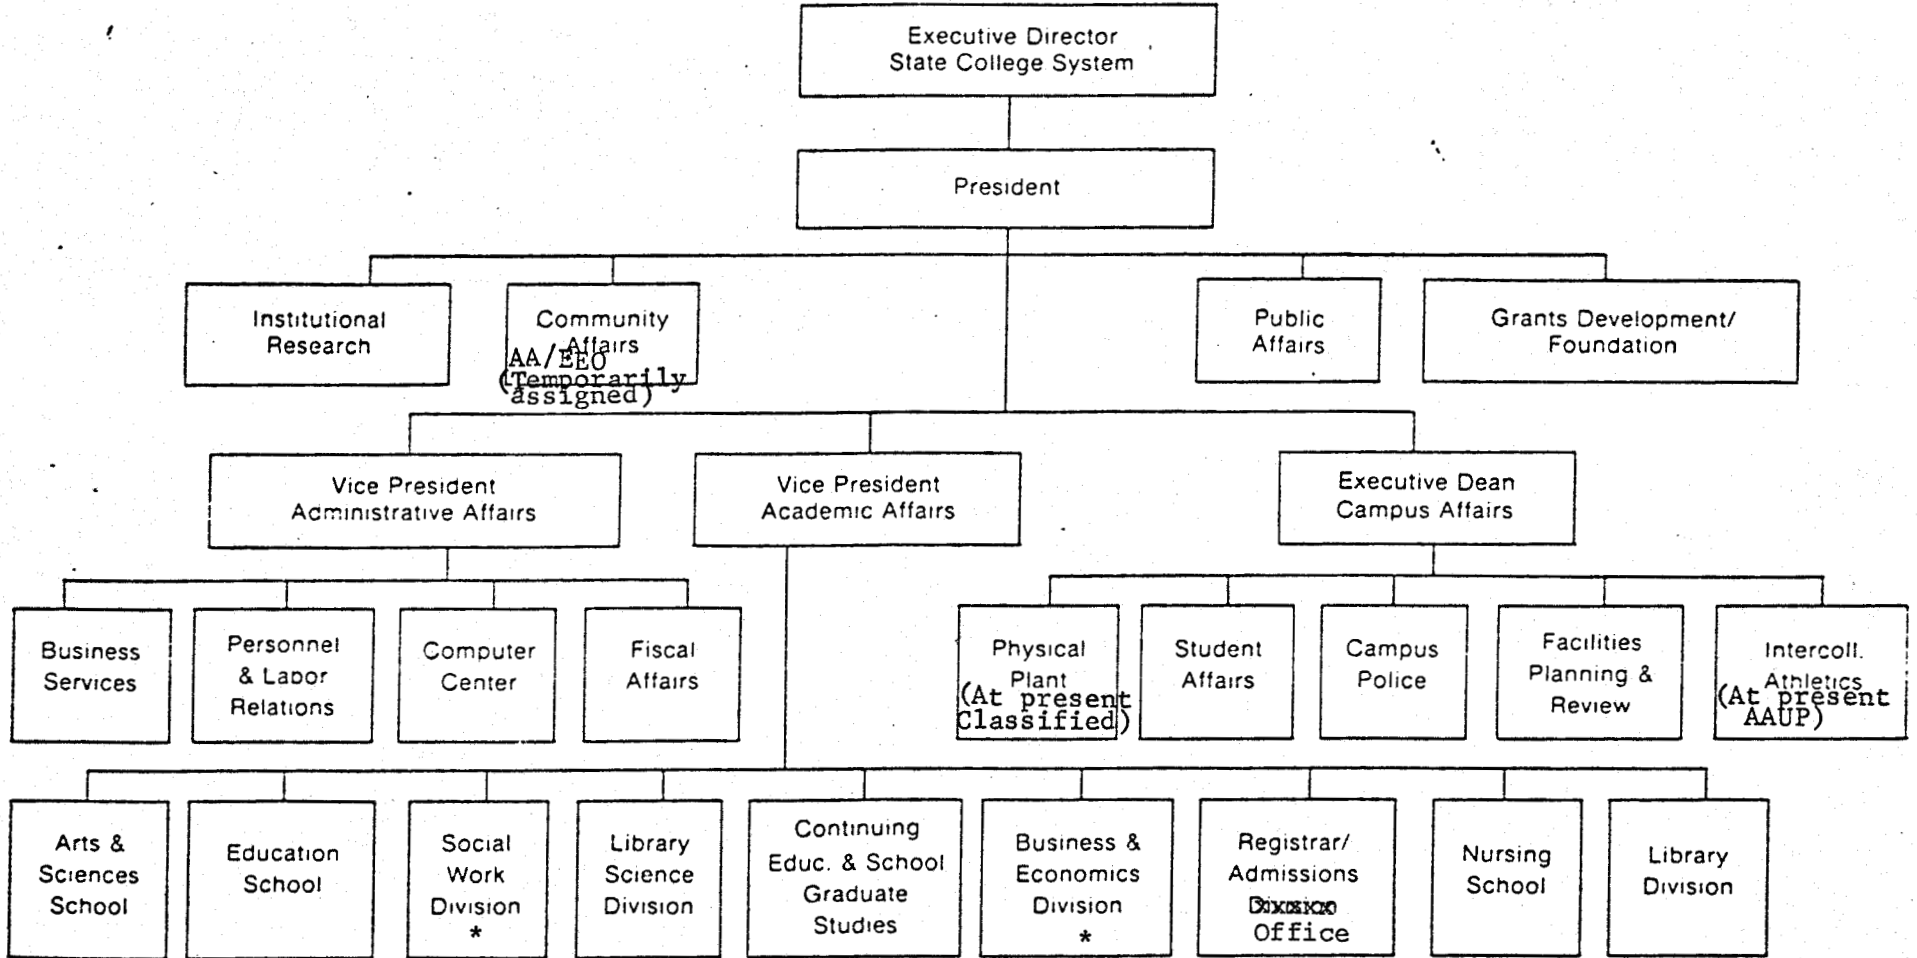 Executive Director
State College System
President
Institutional
Research
Community
Affairs
AA/EEO
(Temporarily
assigned)
Public
Affairs
Grants Development/
Foundation
Vice President
Administrative Affairs
Vice President
Academic Affairs
Executive Dean
Campus Affairs
Business
Services
Personnel
& Labor
Relations
Computer
Center
Fiscal
Affairs
Physical
Plant
(At present
Classified)
Student
Affairs
Campus
Police
Facilities
Planning &
Review
Intercoll.
Athletics
(At present
AAUP)
Arts &
Sciences
School
Education
School
Social
Work
Division
*
Library
Science
Division
Continuing
Educ. & School
Graduate
Studies
Business &
Economics
Division
*
Registrar/
Admissions
Division
Office
Nursing
School
Library
Division